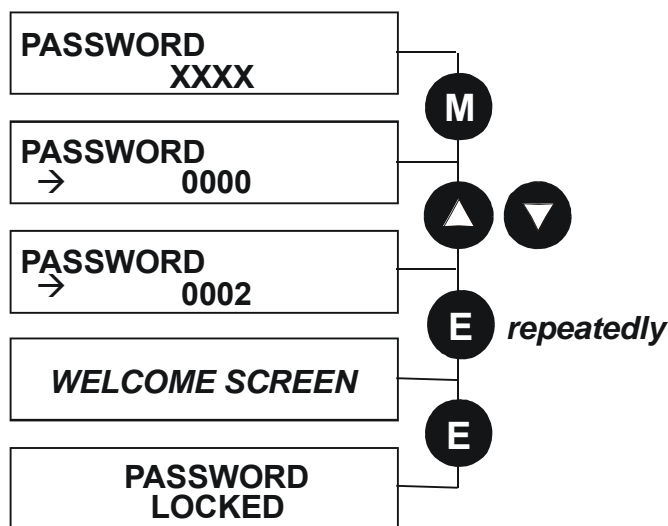 PASSWORD
XXXX
M
PASSWORD
→ 0000
PASSWORD
→ 0002
E repeatedly
WELCOME SCREEN
E
PASSWORD
LOCKED